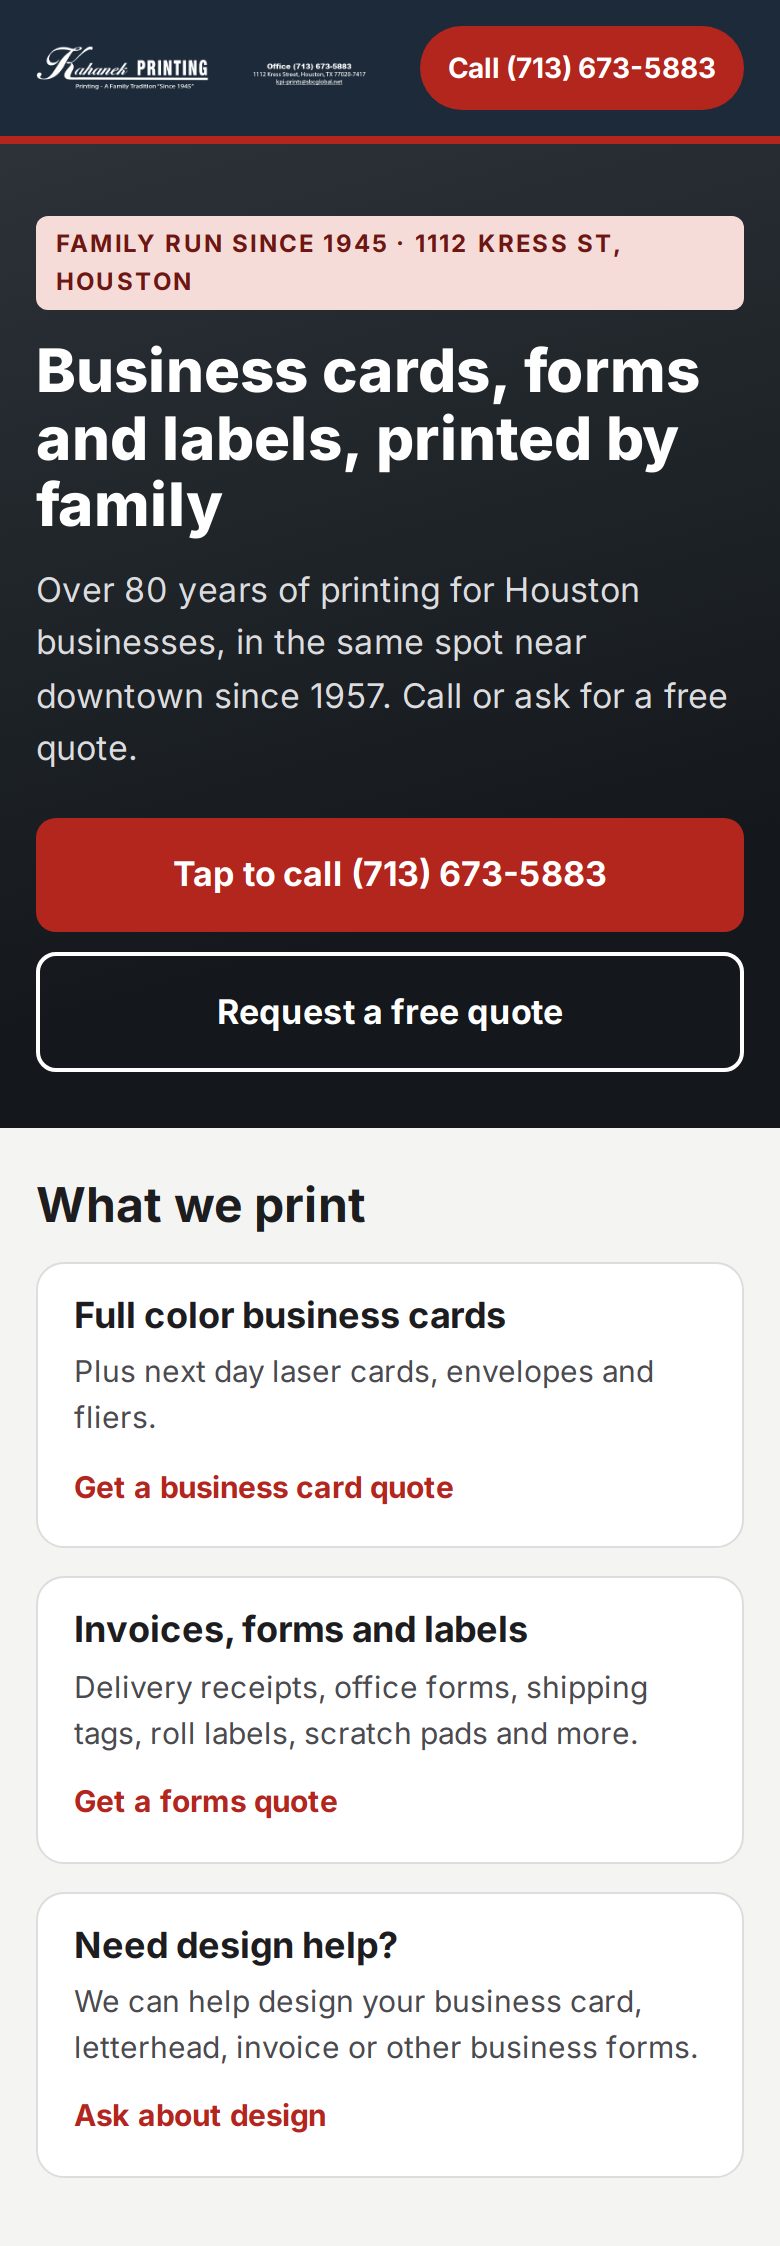 Kahanek PRINTING
Printing - A Family Tradition "Since 1945"
Office (713) 673-5883
1112 Kress Street, Houston, TX 77020-7417
kpi-prints@sbcglobal.net
Call (713) 673-5883
FAMILY RUN SINCE 1945 · 1112 KRESS ST,
HOUSTON
Business cards, forms
and labels, printed by
family
Over 80 years of printing for Houston
businesses, in the same spot near
downtown since 1957. Call or ask for a free
quote.
Tap to call (713) 673-5883
Request a free quote
What we print
Full color business cards
Plus next day laser cards, envelopes and
fliers.
Get a business card quote
Invoices, forms and labels
Delivery receipts, office forms, shipping
tags, roll labels, scratch pads and more.
Get a forms quote
Need design help?
We can help design your business card,
letterhead, invoice or other business forms.
Ask about design